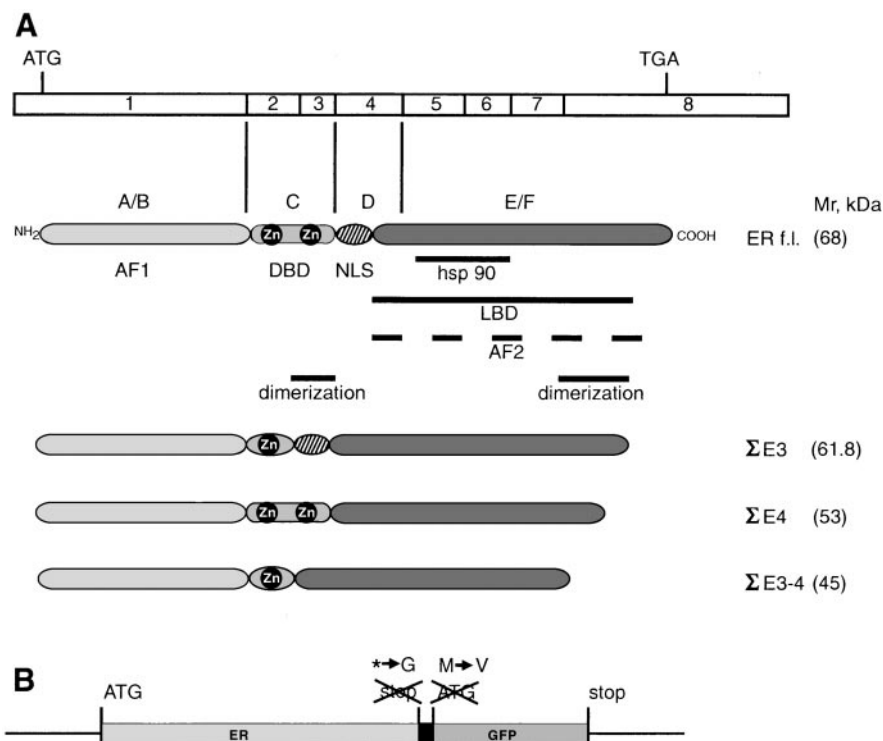 A
ATG TGA
1 2 3 4 5 6 7 8
A/B C D E/F Mr, kDa
NH2 Zn Zn COOH ER f.l. (68)
AF1 DBD NLS hsp 90
LBD
AF2
dimerization dimerization
Zn ΣE3 (61.8)
Zn Zn ΣE4 (53)
Zn ΣE3-4 (45)
*→G M→V
B ATG stop ATG stop
ER GFP